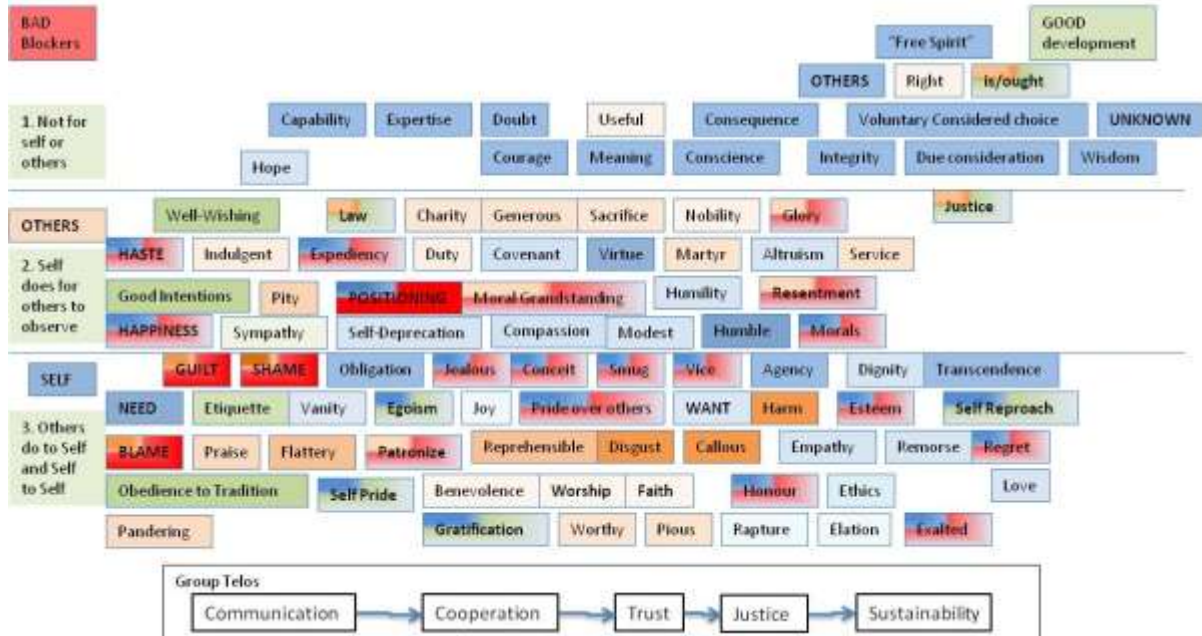 BAD
Blockers
GOOD
development
"Free Spirit"
OTHERS Right is/ought
1. Not for
self or
others
Capability Expertise Doubt Useful Consequence Voluntary Considered choice UNKNOWN
Hope Courage Meaning Conscience Integrity Due consideration Wisdom
OTHERS
Well-Wishing Law Charity Generous Sacrifice Nobility Glory Justice
HASTE Indulgent Expediency Duty Covenant Virtue Martyr Altruism Service
2. Self
does for
others to
observe
Good Intentions Pity POSITIONING Moral Grandstanding Humility Resentment
HAPPINESS Sympathy Self-Deprecation Compassion Modest Humble Morals
SELF
GUILT SHAME Obligation Jealous Conceit Smug Vice Agency Dignity Transcendence
NEED Etiquette Vanity Egoism Joy Pride over others WANT Harm Esteem Self Reproach
3. Others
do to Self
and Self
to Self
BLAME Praise Flattery Patronize Reprehensible Disgust Callous Empathy Remorse Regret
Obedience to Tradition Self Pride Benevolence Worship Faith Honour Ethics Love
Pandering Gratification Worthy Pious Rapture Elation Exalted
Group Telos
Communication Cooperation Trust Justice Sustainability